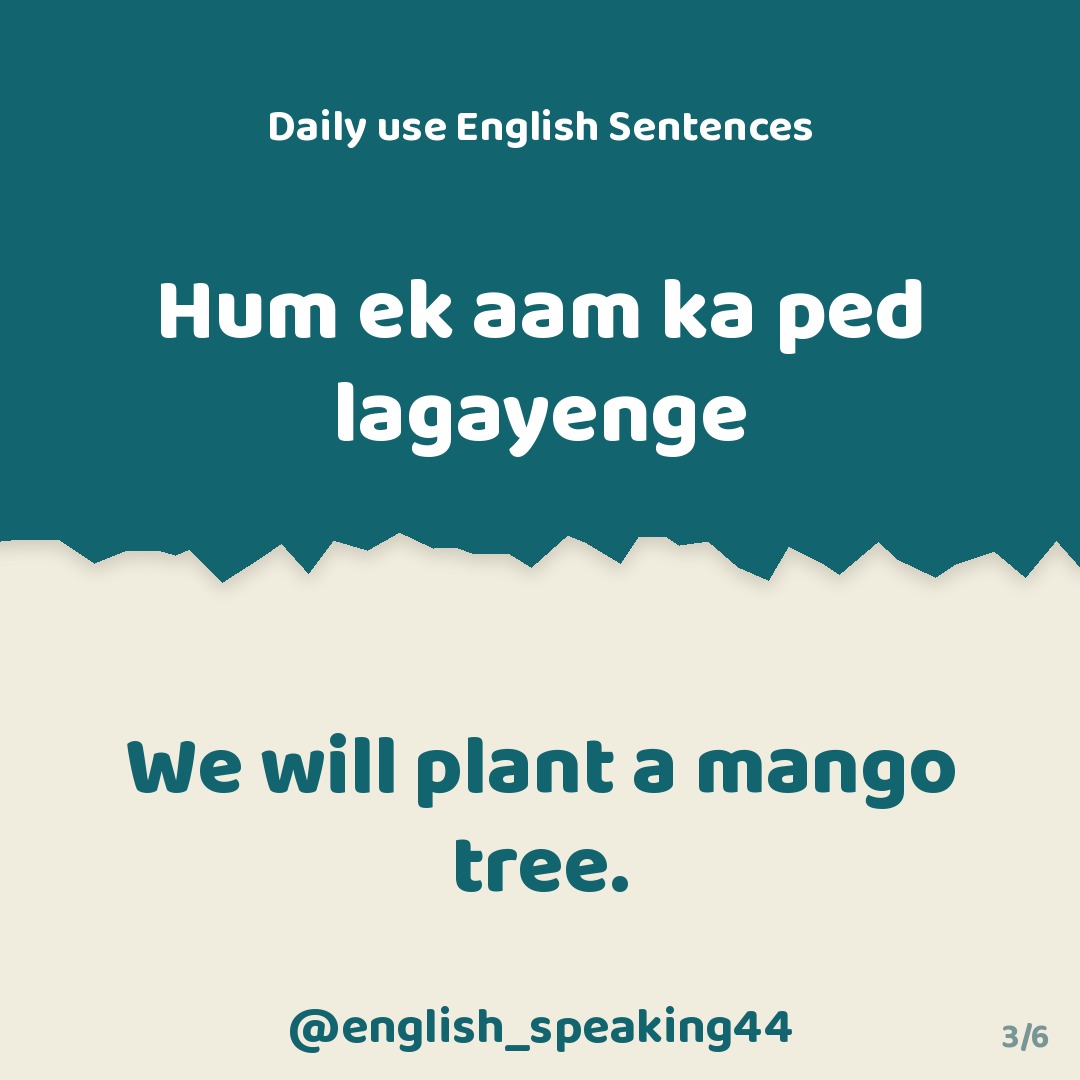 Daily use English Sentences
Hum ek aam ka ped
lagayenge
We will plant a mango
tree.
@english_speaking44
3/6